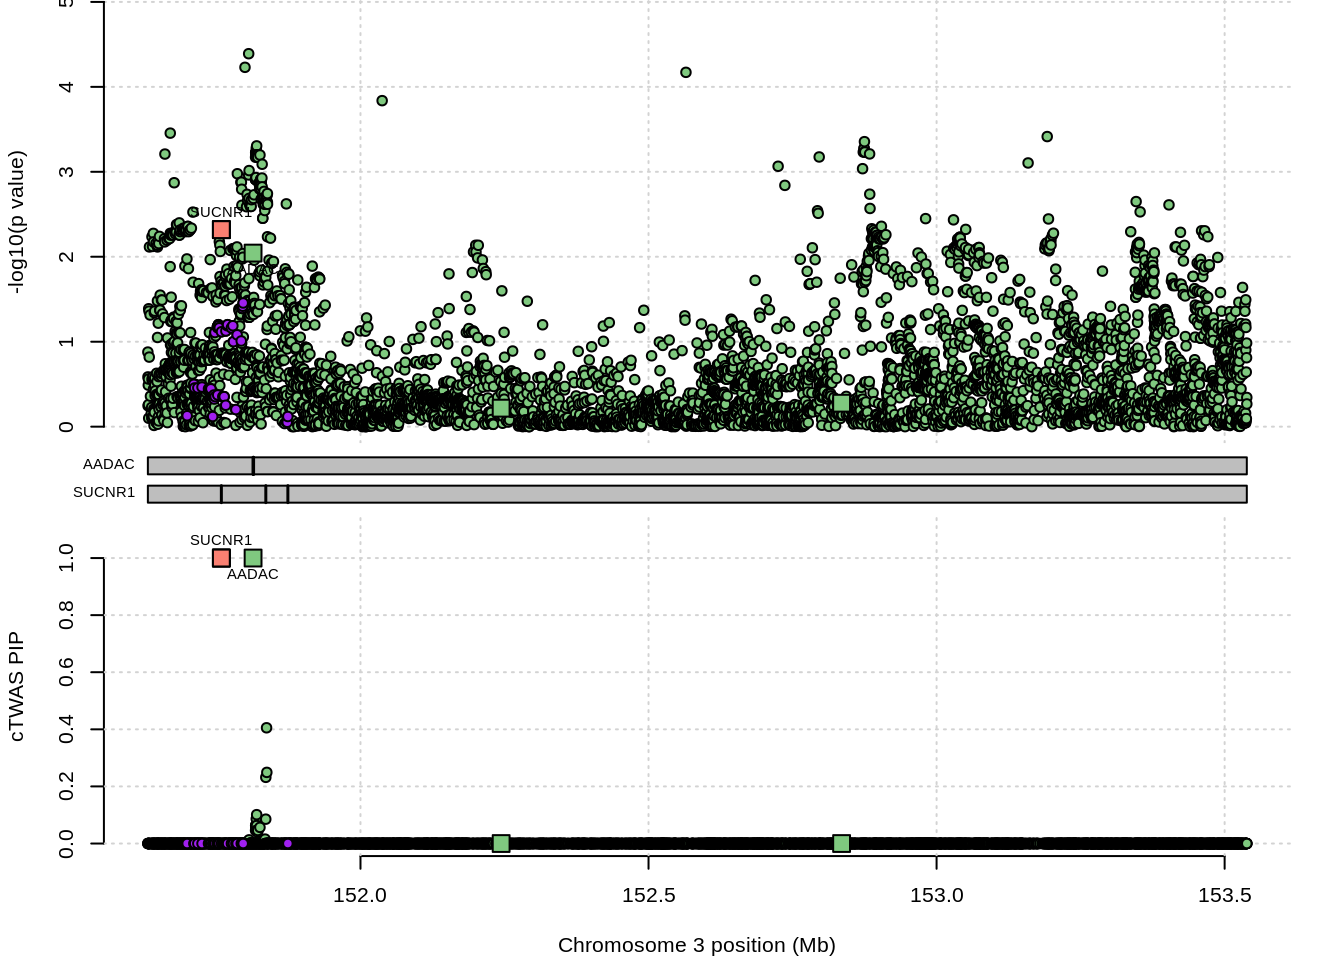 5
4
3
2
1
0
-log10(p value)
SUCNR1
AADAC
SUCNR1
SUCNR1
AADAC
1.0
0.8
0.6
0.4
0.2
0.0
cTWAS PIP
152.0
152.5
153.0
153.5
Chromosome 3 position (Mb)